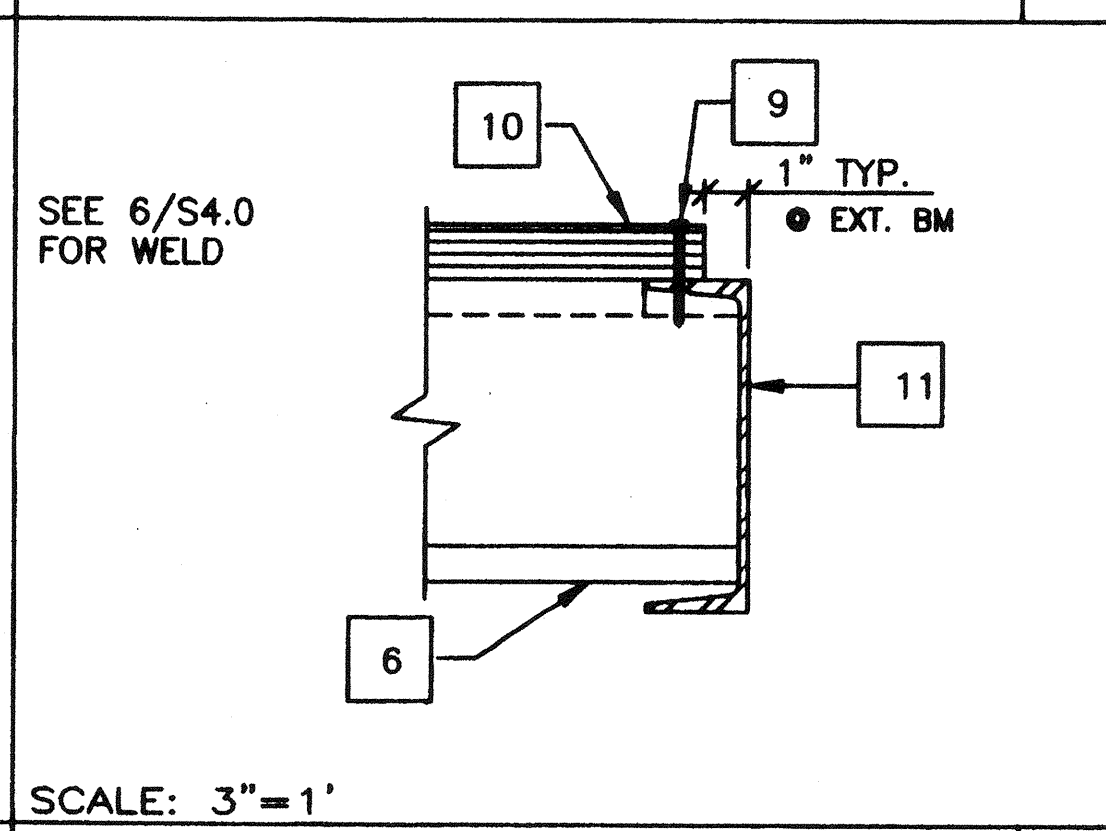 10
9
1" TYP.
@ EXT. BM
SEE 6/S4.0
FOR WELD
11
6
SCALE: 3"=1'